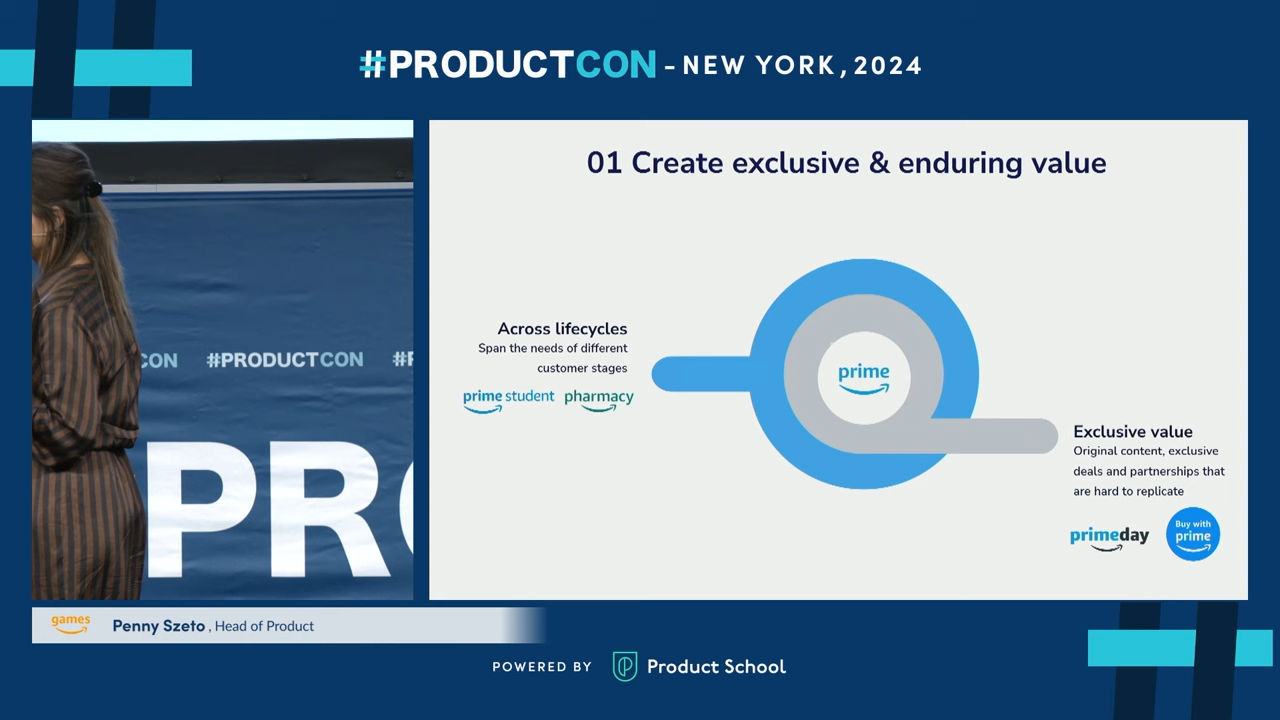 #PRODUCTCON - NEW YORK, 2024
01 Create exclusive & enduring value
Across lifecycles
Span the needs of different
customer stages
prime student pharmacy
prime
Exclusive value
Original content, exclusive
deals and partnerships that
are hard to replicate
primeday
Buy with
prime
CON #PRODUCTCON #P
PR
games
Penny Szeto, Head of Product
POWERED BY Product School